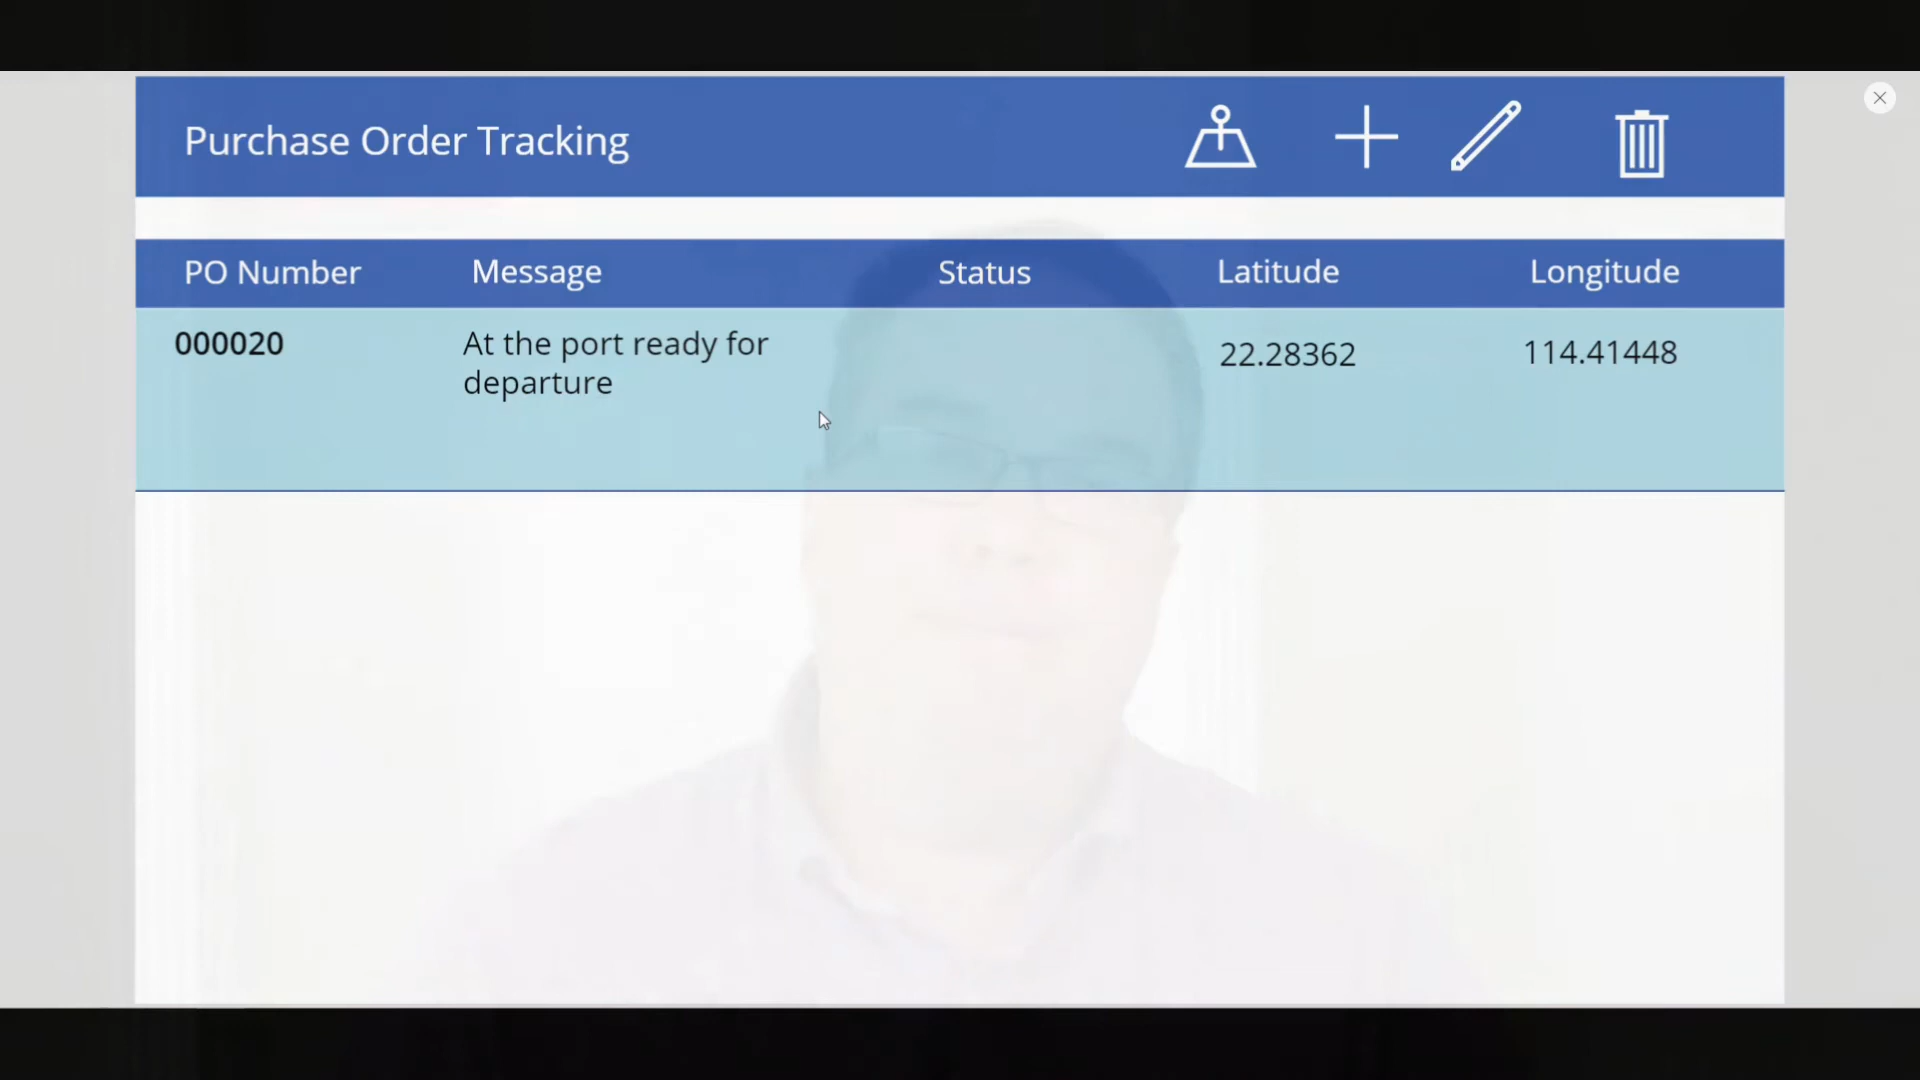 Purchase Order Tracking
PO Number Message Status Latitude Longitude
000020 At the port ready for 22.28362 114.41448
departure